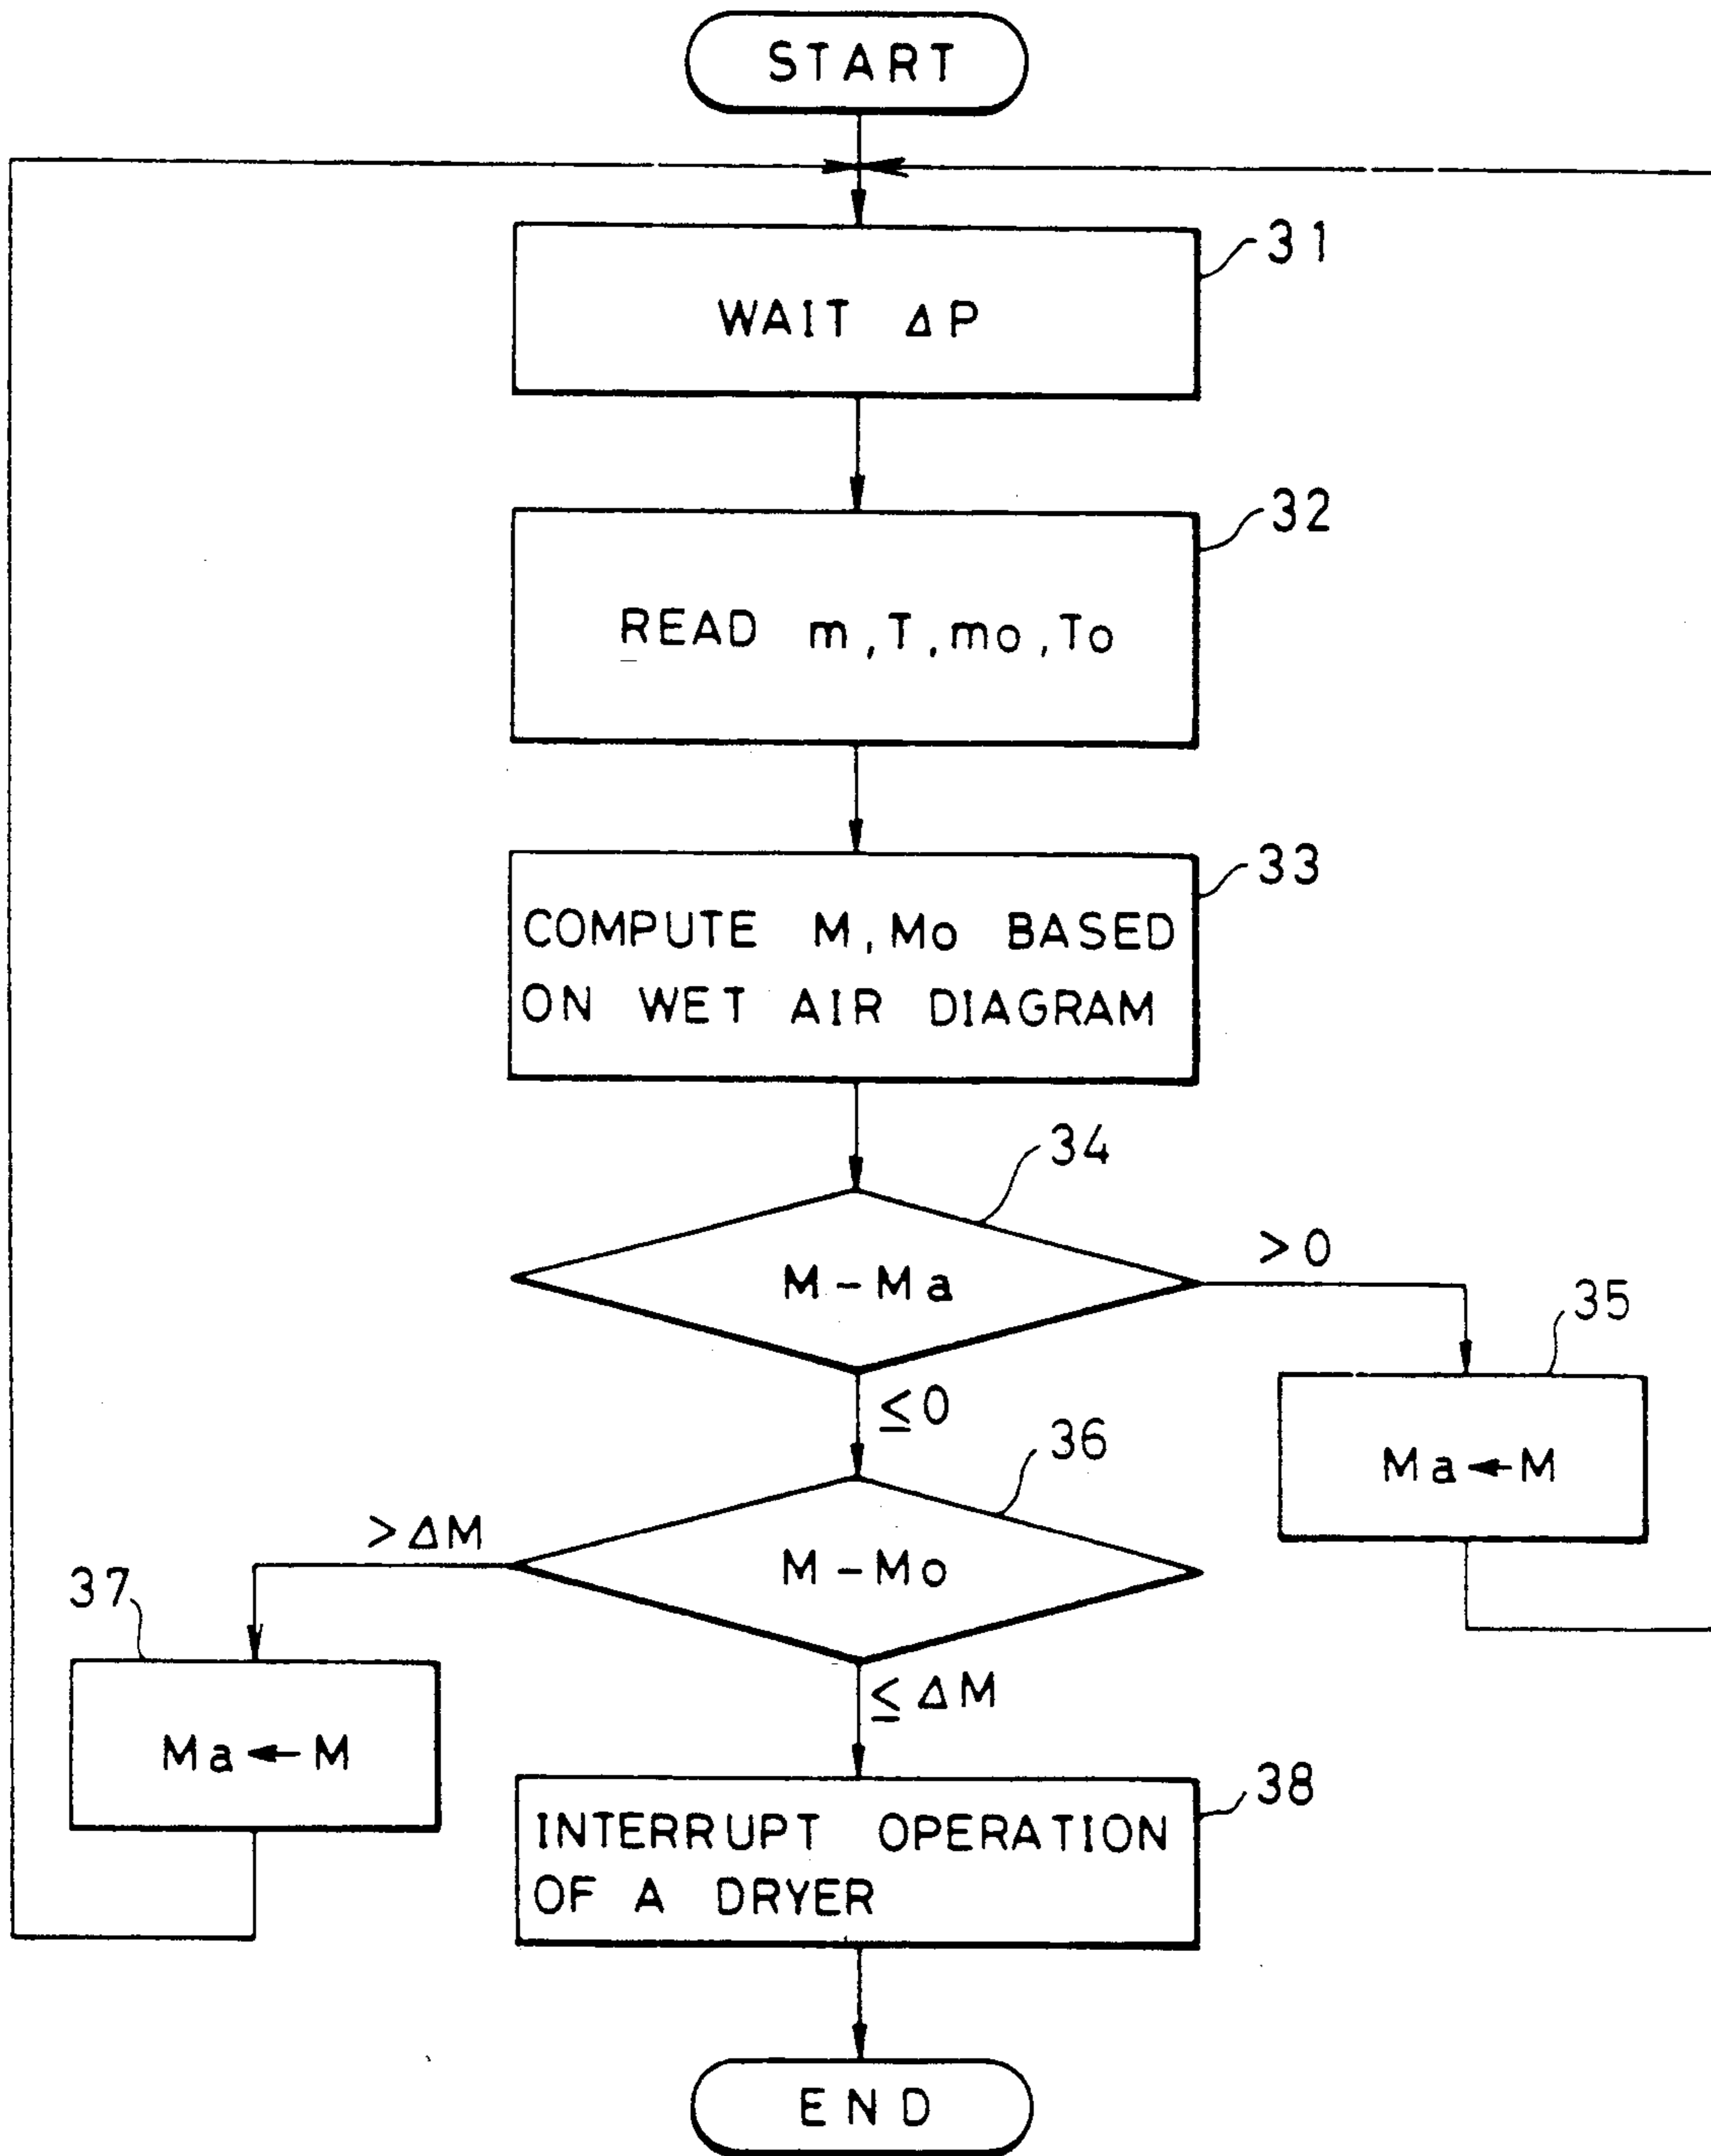 START
31
WAIT ΔP
32
READ m,T,mo,To
33
COMPUTE M,Mo BASED
ON WET AIR DIAGRAM
34
M-Ma
>0
35
≤0
Ma←M
36
M-Mo
>ΔM
37
≤ΔM
Ma←M
38
INTERRUPT OPERATION
OF A DRYER
END